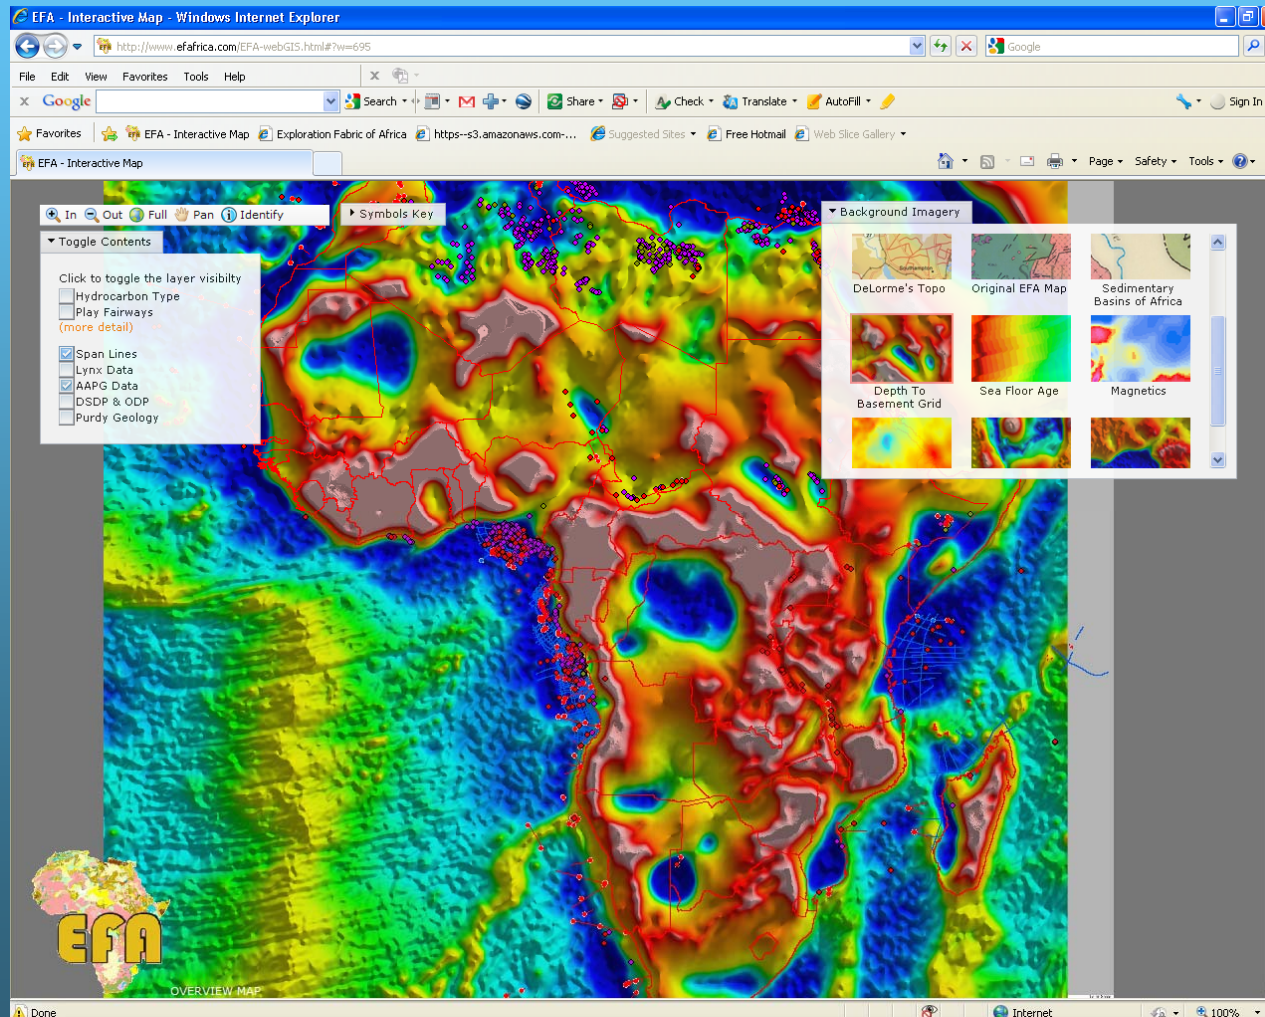 EFA - Interactive Map - Windows Internet Explorer
http://www.efafrica.com/EFA-webGIS.html#?w=695
Google
File Edit View Favorites Tools Help
x
x Google Search Share Check Translate AutoFill Sign In
Favorites EFA - Interactive Map Exploration Fabric of Africa https--s3.amazonaws.com-... Suggested Sites Free Hotmail Web Slice Gallery
EFA - Interactive Map Page Safety Tools
In Out Full Pan Identify
Symbols Key
Background Imagery
Toggle Contents
Click to toggle the layer visibilty
Hydrocarbon Type
Play Fairways
(more detail)
Span Lines
Lynx Data
AAPG Data
DSDP & ODP
Purdy Geology
DeLorme's Topo
Original EFA Map
Sedimentary
Basins of Africa
Depth To
Basement Grid
Sea Floor Age
Magnetics
EFA
OVERVIEW MAP
Done Internet 100%